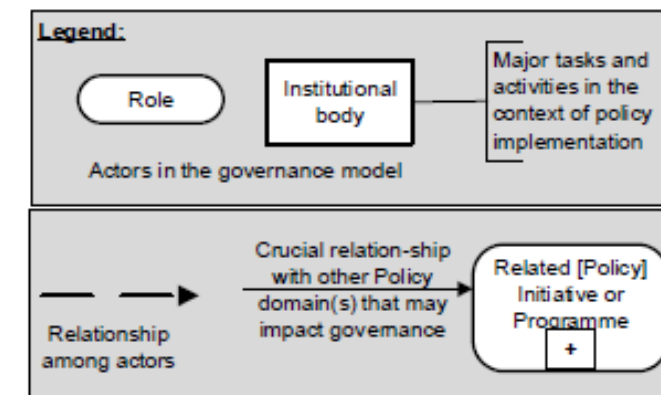 Legend:
Role
Institutional
body
Major tasks and
activities in the
context of policy
implementation
Actors in the governance model
Relationship
among actors
Crucial relation-ship
with other Policy
domain(s) that may
impact governance
Related [Policy]
Initiative or
Programme
+